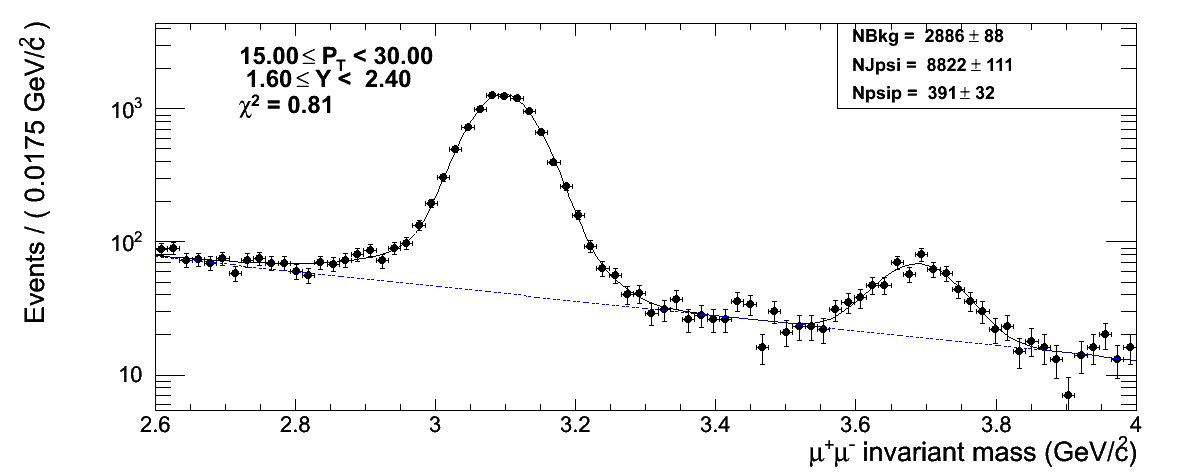 15.00 ≤ P_T < 30.00
1.60 ≤ Y < 2.40
χ² = 0.81
NBkg = 2886 ± 88
NJpsi = 8822 ± 111
Npsip = 391 ± 32
Events / ( 0.0175 GeV/c² )
10³
10²
10
2.6 2.8 3 3.2 3.4 3.6 3.8 4
μ⁺μ⁻ invariant mass (GeV/c²)